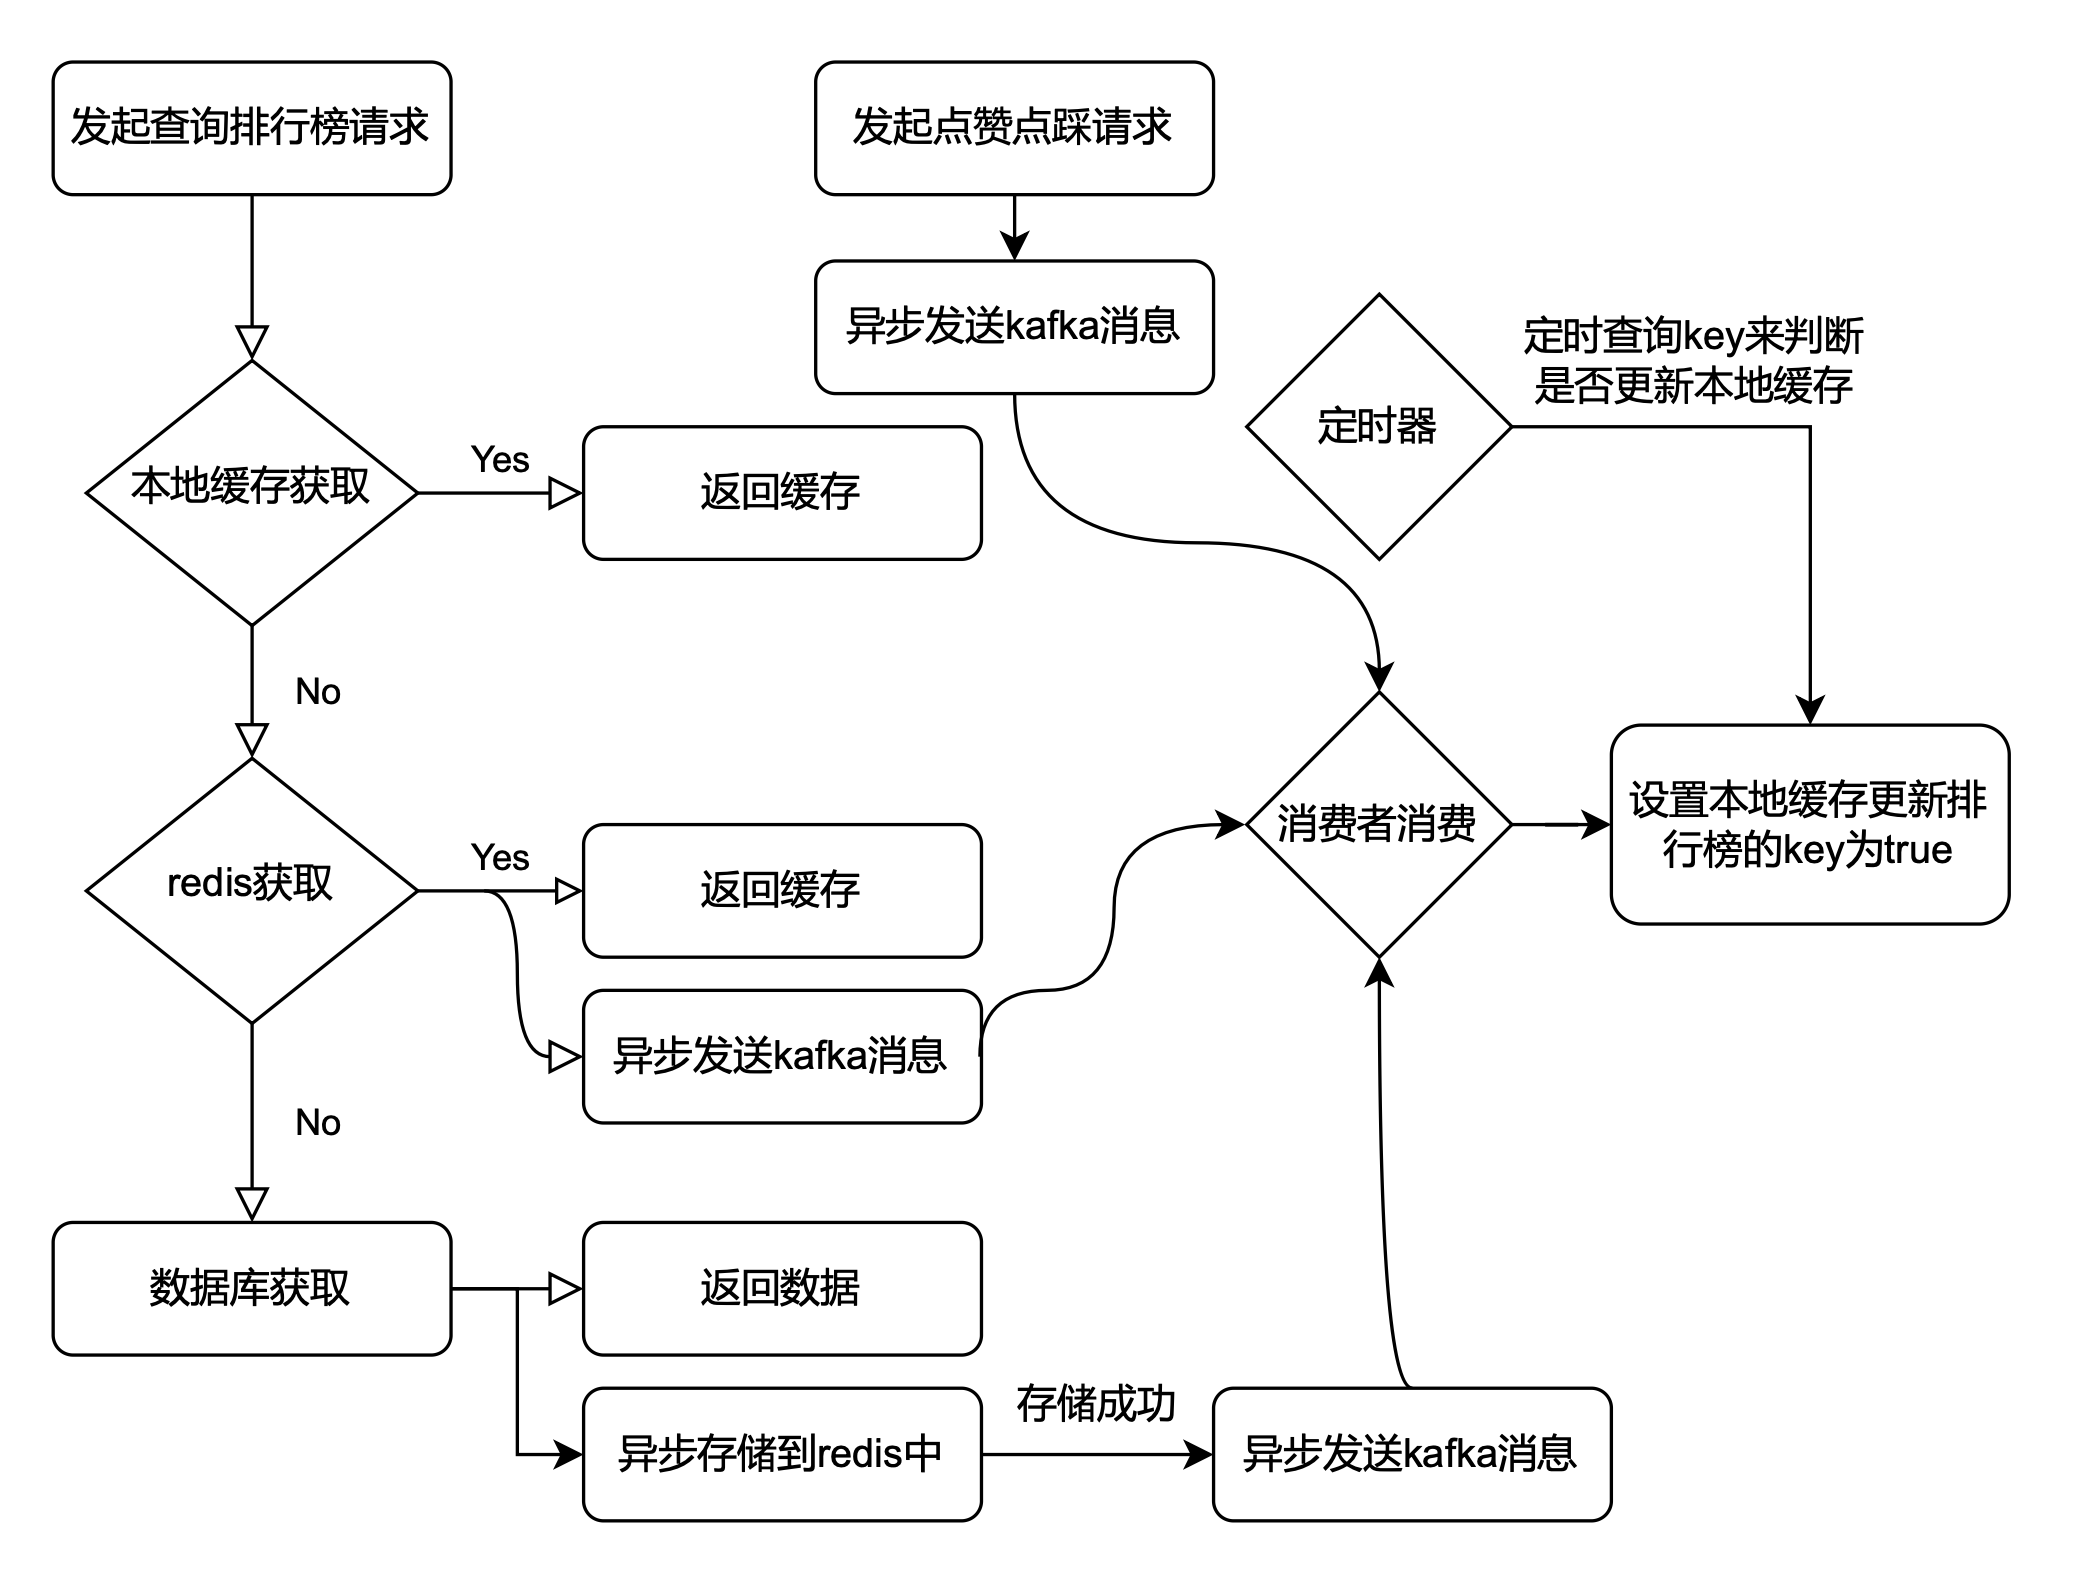 发起查询排行榜请求
发起点赞点踩请求
异步发送kafka消息
定时查询key来判断
是否更新本地缓存
定时器
本地缓存获取
Yes
返回缓存
No
redis获取
Yes
返回缓存
消费者消费
设置本地缓存更新排
行榜的key为true
异步发送kafka消息
No
数据库获取
返回数据
存储成功
异步存储到redis中
异步发送kafka消息